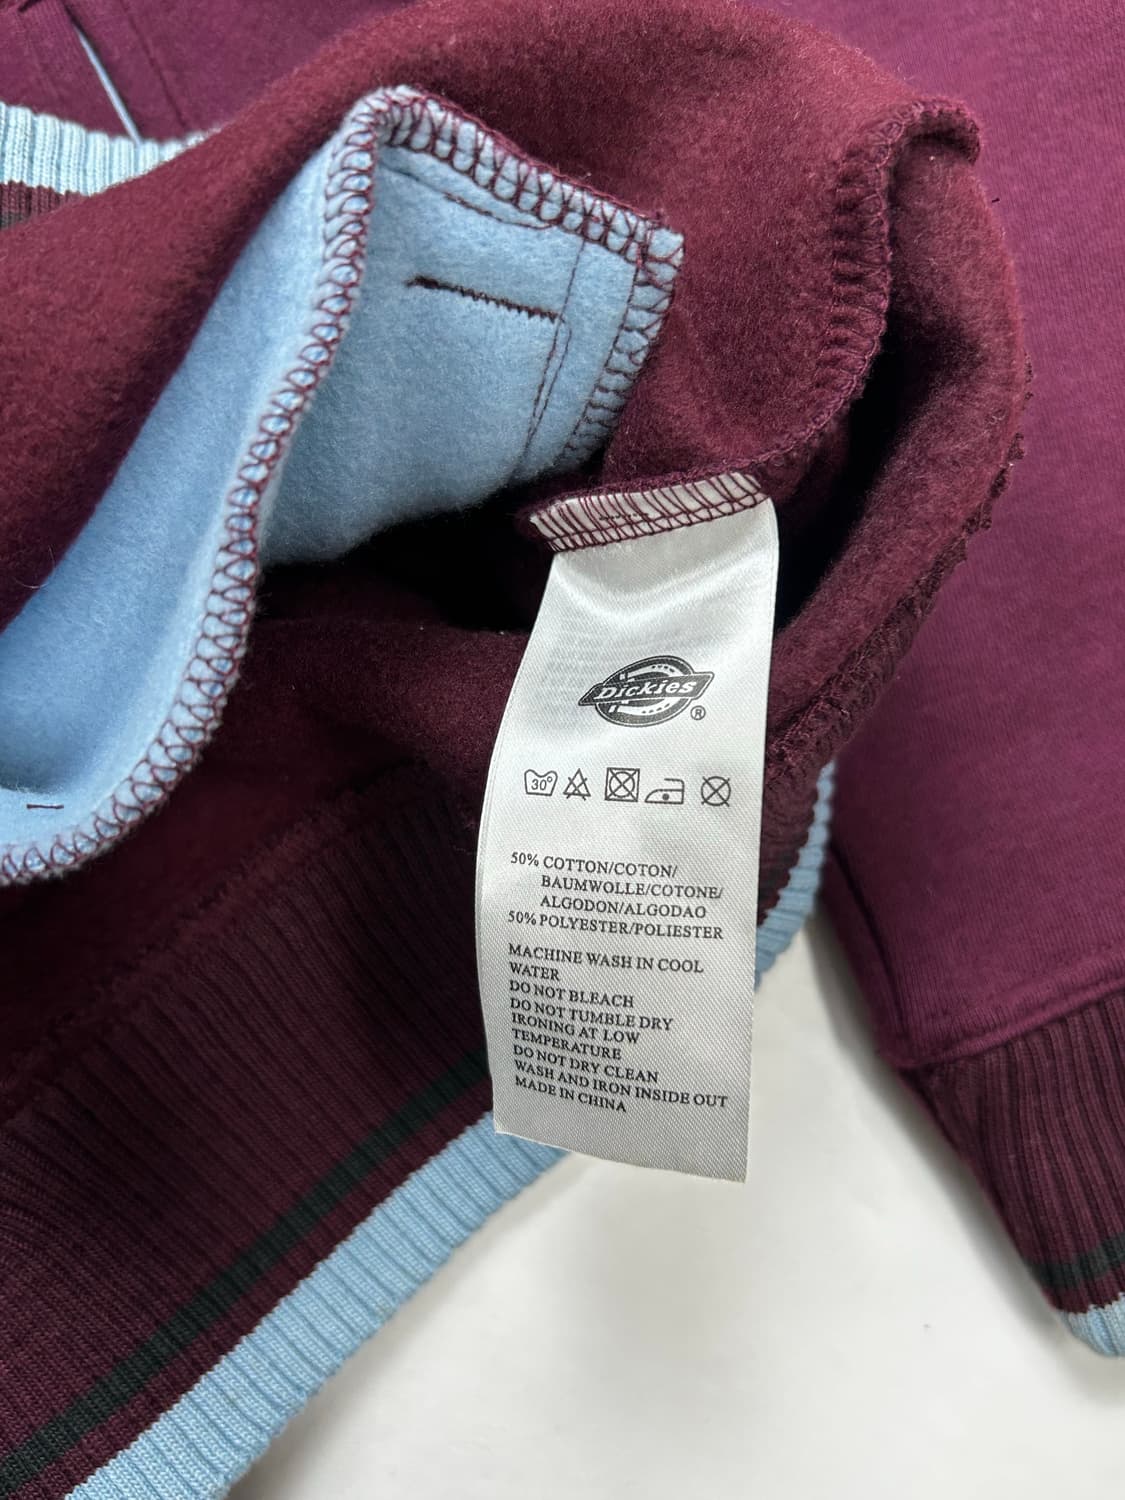 Dickies®
30°
50% COTTON/COTON/
BAUMWOLLE/COTONE/
ALGODON/ALGODAO
50% POLYESTER/POLIESTER
MACHINE WASH IN COOL
WATER
DO NOT BLEACH
DO NOT TUMBLE DRY
IRONING AT LOW
TEMPERATURE
DO NOT DRY CLEAN
WASH AND IRON INSIDE OUT
MADE IN CHINA